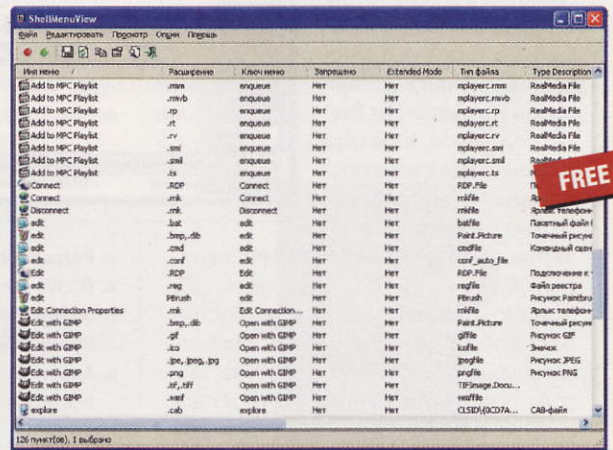 ShellMenuView
Файл Редактировать Просмотр Опции Помощь
Имя меню / Расширение Ключ меню Запрещено Extended Mode Тип файла Type Description
Add to MPC Playlist .rmm enqueue Нет Нет mplayerc.rmm RealMedia File
Add to MPC Playlist .rmvb enqueue Нет Нет mplayerc.rmvb RealMedia File
Add to MPC Playlist .rp enqueue Нет Нет mplayerc.rp RealMedia File
Add to MPC Playlist .rt enqueue Нет Нет mplayerc.rt RealMedia File
Add to MPC Playlist .rv enqueue Нет Нет mplayerc.rv RealMedia File
Add to MPC Playlist .smi enqueue Нет Нет mplayerc.smi RealMedia File
Add to MPC Playlist .smil enqueue Нет Нет mplayerc.smil RealMedia File
Add to MPC Playlist .ts enqueue Нет Нет mplayerc.ts
FREE
Connect .RDP Connect Нет Нет RDP.File
Connect .rnk Connect Нет Нет rnkfile
Disconnect .rnk Disconnect Нет Нет rnkfile Ярлык телефонн
edit .bat edit Нет Нет batfile Пакетный файл
edit .bmp,.dib edit Нет Нет Paint.Picture Точечный рисуно
edit .cmd edit Нет Нет cmdfile Командный сцен
edit .conf edit Нет Нет conf_auto_file
Edit .RDP Edit Нет Нет RDP.File Подключение к
edit .reg edit Нет Нет regfile Файл реестра
edit PBrush edit Нет Нет PBrush Рисунок Paintbru
Edit Connection Properties .rnk Edit Connection... Нет Нет rnkfile Ярлык телефонн
Edit with GIMP .bmp,.dib Open with GIMP Нет Нет Paint.Picture Точечный рисун
Edit with GIMP .gif Open with GIMP Нет Нет giffile Рисунок GIF
Edit with GIMP .ico Open with GIMP Нет Нет icofile Значок
Edit with GIMP .jpe,.jpeg,.jpg Open with GIMP Нет Нет jpegfile Рисунок JPEG
Edit with GIMP .png Open with GIMP Нет Нет pngfile Рисунок PNG
Edit with GIMP .tif,.tiff Open with GIMP Нет Нет TIFImage.Docu...
Edit with GIMP .wmf Open with GIMP Нет Нет wmffile
explore .cab explore Нет Нет CLSID\{0CD7A... CAB-файл
126 пункт(ов), 1 выбрано